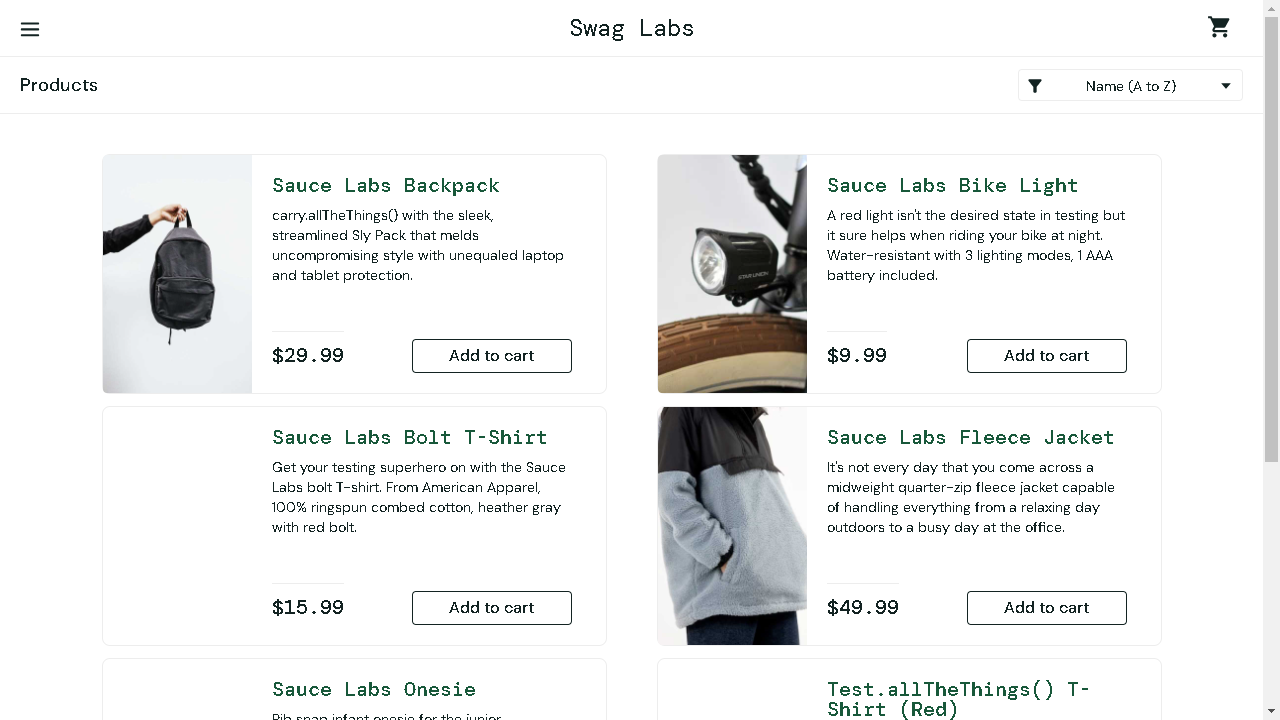 Swag Labs
Products
Name (A to Z)
Sauce Labs Backpack
carry.allTheThings() with the sleek,
streamlined Sly Pack that melds
uncompromising style with unequaled laptop
and tablet protection.
$29.99
Add to cart
Sauce Labs Bike Light
A red light isn't the desired state in testing but
it sure helps when riding your bike at night.
Water-resistant with 3 lighting modes, 1 AAA
battery included.
$9.99
Add to cart
Sauce Labs Bolt T-Shirt
Get your testing superhero on with the Sauce
Labs bolt T-shirt. From American Apparel,
100% ringspun combed cotton, heather gray
with red bolt.
$15.99
Add to cart
Sauce Labs Fleece Jacket
It's not every day that you come across a
midweight quarter-zip fleece jacket capable
of handling everything from a relaxing day
outdoors to a busy day at the office.
$49.99
Add to cart
Sauce Labs Onesie
Rib snap infant onesie for the junior
Test.allTheThings() T-
Shirt (Red)